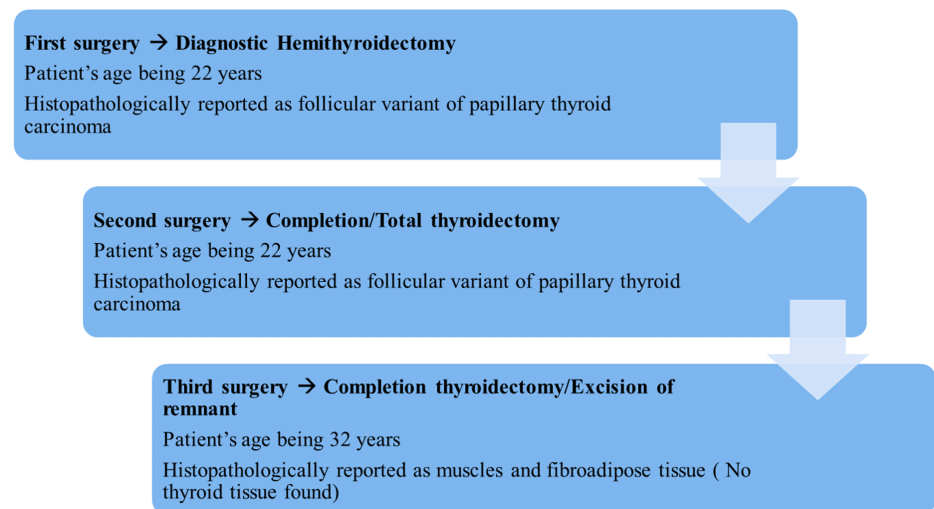 First surgery → Diagnostic Hemithyroidectomy
Patient's age being 22 years
Histopathologically reported as follicular variant of papillary thyroid
carcinoma
Second surgery → Completion/Total thyroidectomy
Patient's age being 22 years
Histopathologically reported as follicular variant of papillary thyroid
carcinoma
Third surgery → Completion thyroidectomy/Excision of
remnant
Patient's age being 32 years
Histopathologically reported as muscles and fibroadipose tissue ( No
thyroid tissue found)